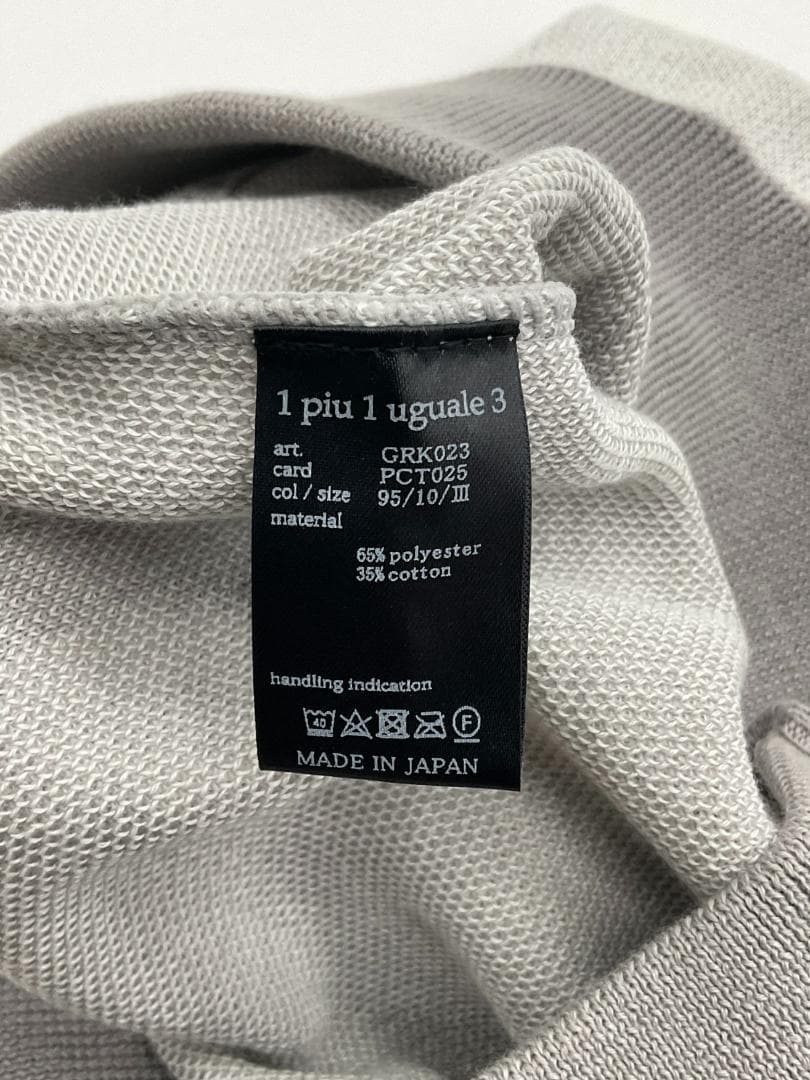 1 piu 1 uguale 3
art. GRK023
card PCT025
col / size 95/10/Ⅲ
material
65% polyester
35% cotton
handling indication
40 F
MADE IN JAPAN